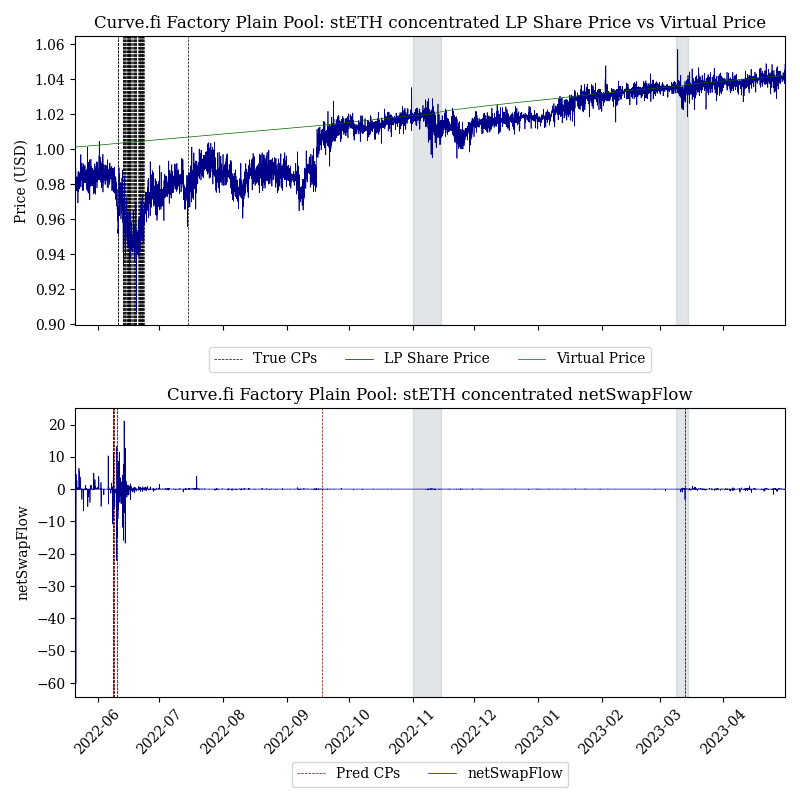 Curve.fi Factory Plain Pool: stETH concentrated LP Share Price vs Virtual Price
1.06
1.04
1.02
1.00
0.98
0.96
0.94
0.92
0.90
Price (USD)
True CPs LP Share Price Virtual Price
Curve.fi Factory Plain Pool: stETH concentrated netSwapFlow
20
10
0
−10
−20
−30
−40
−50
−60
netSwapFlow
2022-06 2022-07 2022-08 2022-09 2022-10 2022-11 2022-12 2023-01 2023-02 2023-03 2023-04
Pred CPs netSwapFlow